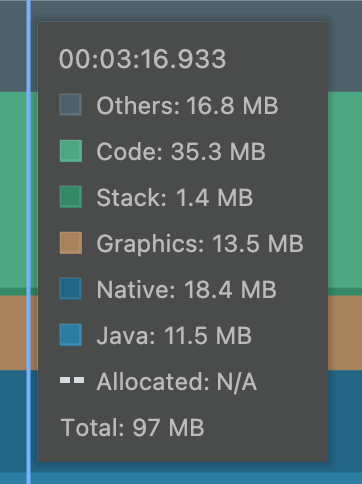 00:03:16.933
Others: 16.8 MB
Code: 35.3 MB
Stack: 1.4 MB
Graphics: 13.5 MB
Native: 18.4 MB
Java: 11.5 MB
Allocated: N/A
Total: 97 MB